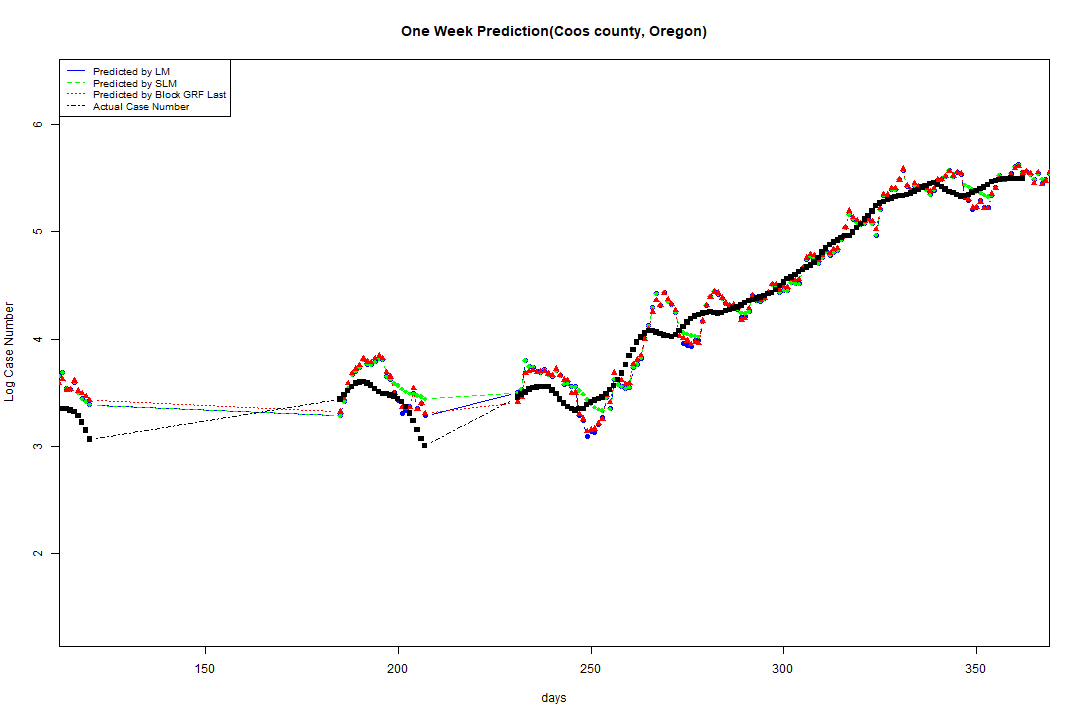 One Week Prediction(Coos county, Oregon)
Predicted by LM
Predicted by SLM
Predicted by Block GRF Last
Actual Case Number
6
5
4
3
2
Log Case Number
150 200 250 300 350
days